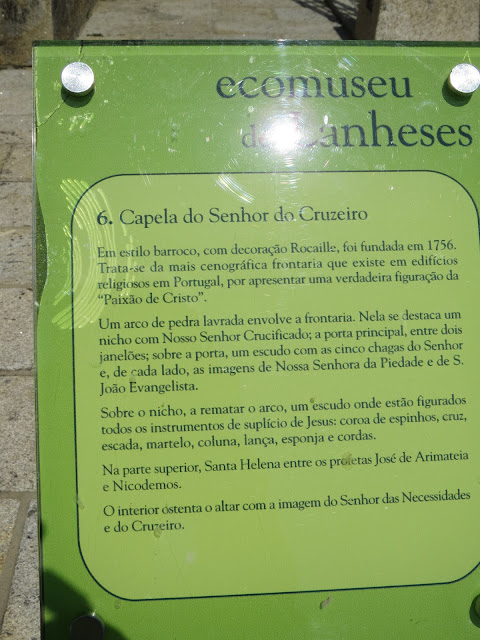 ecomuseu
de Lanheses
6. Capela do Senhor do Cruzeiro
Em estilo barroco, com decoração Rocaille, foi fundada em 1756.
Trata-se da mais cenográfica frontaria que existe em edifícios
religiosos em Portugal, por apresentar uma verdadeira figuração da
“Paixão de Cristo”.
Um arco de pedra lavrada envolve a frontaria. Nela se destaca um
nicho com Nosso Senhor Crucificado; a porta principal, entre dois
janelões; sobre a porta, um escudo com as cinco chagas do Senhor
e, de cada lado, as imagens de Nossa Senhora da Piedade e de S.
João Evangelista.
Sobre o nicho, a rematar o arco, um escudo onde estão figurados
todos os instrumentos de suplício de Jesus: coroa de espinhos, cruz,
escada, martelo, coluna, lança, esponja e cordas.
Na parte superior, Santa Helena entre os profetas José de Arimateia
e Nicodemos.
O interior ostenta o altar com a imagem do Senhor das Necessidades
e do Cruzeiro.